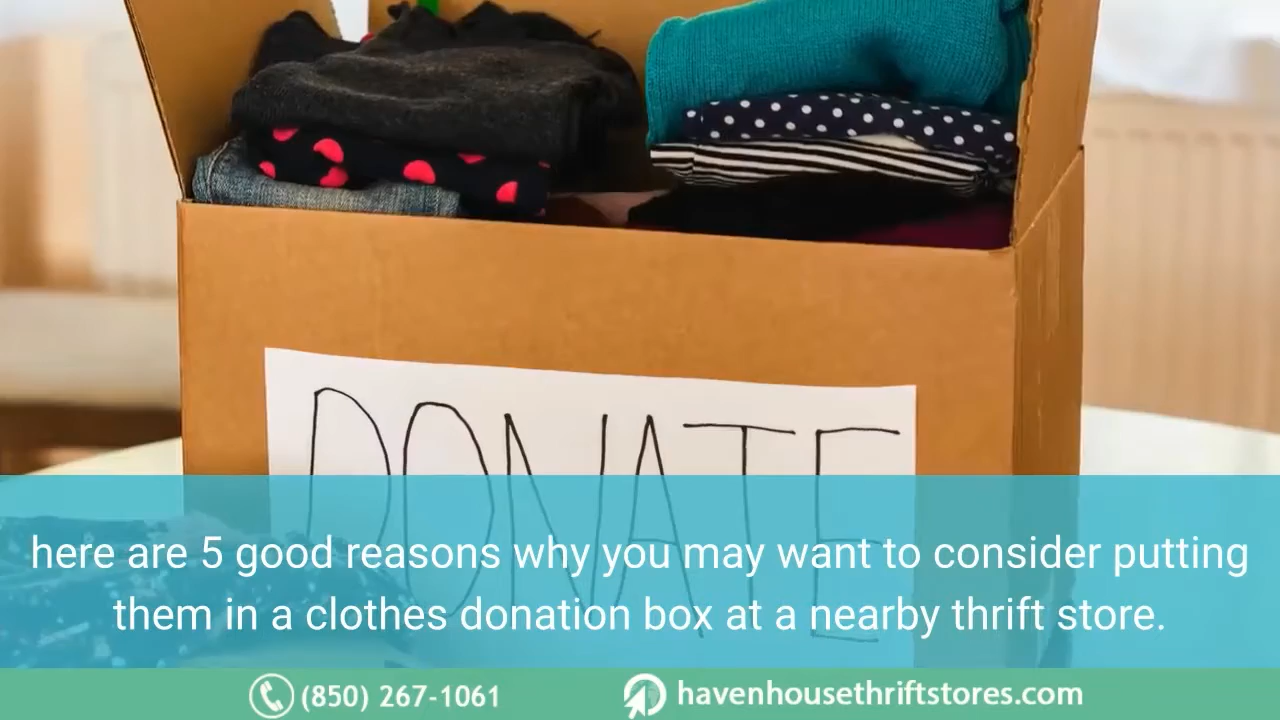 DONATE
here are 5 good reasons why you may want to consider putting
them in a clothes donation box at a nearby thrift store.
(850) 267-1061 havenhousethriftstores.com